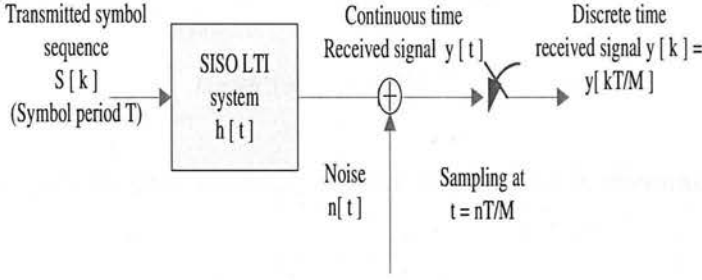 Transmitted symbol
sequence
S [ k ]
(Symbol period T)
SISO LTI
system
h [ t ]
Continuous time
Received signal y [ t ]
Discrete time
received signal y [ k ] =
y[ kT/M ]
Noise
n[ t ]
Sampling at
t = nT/M